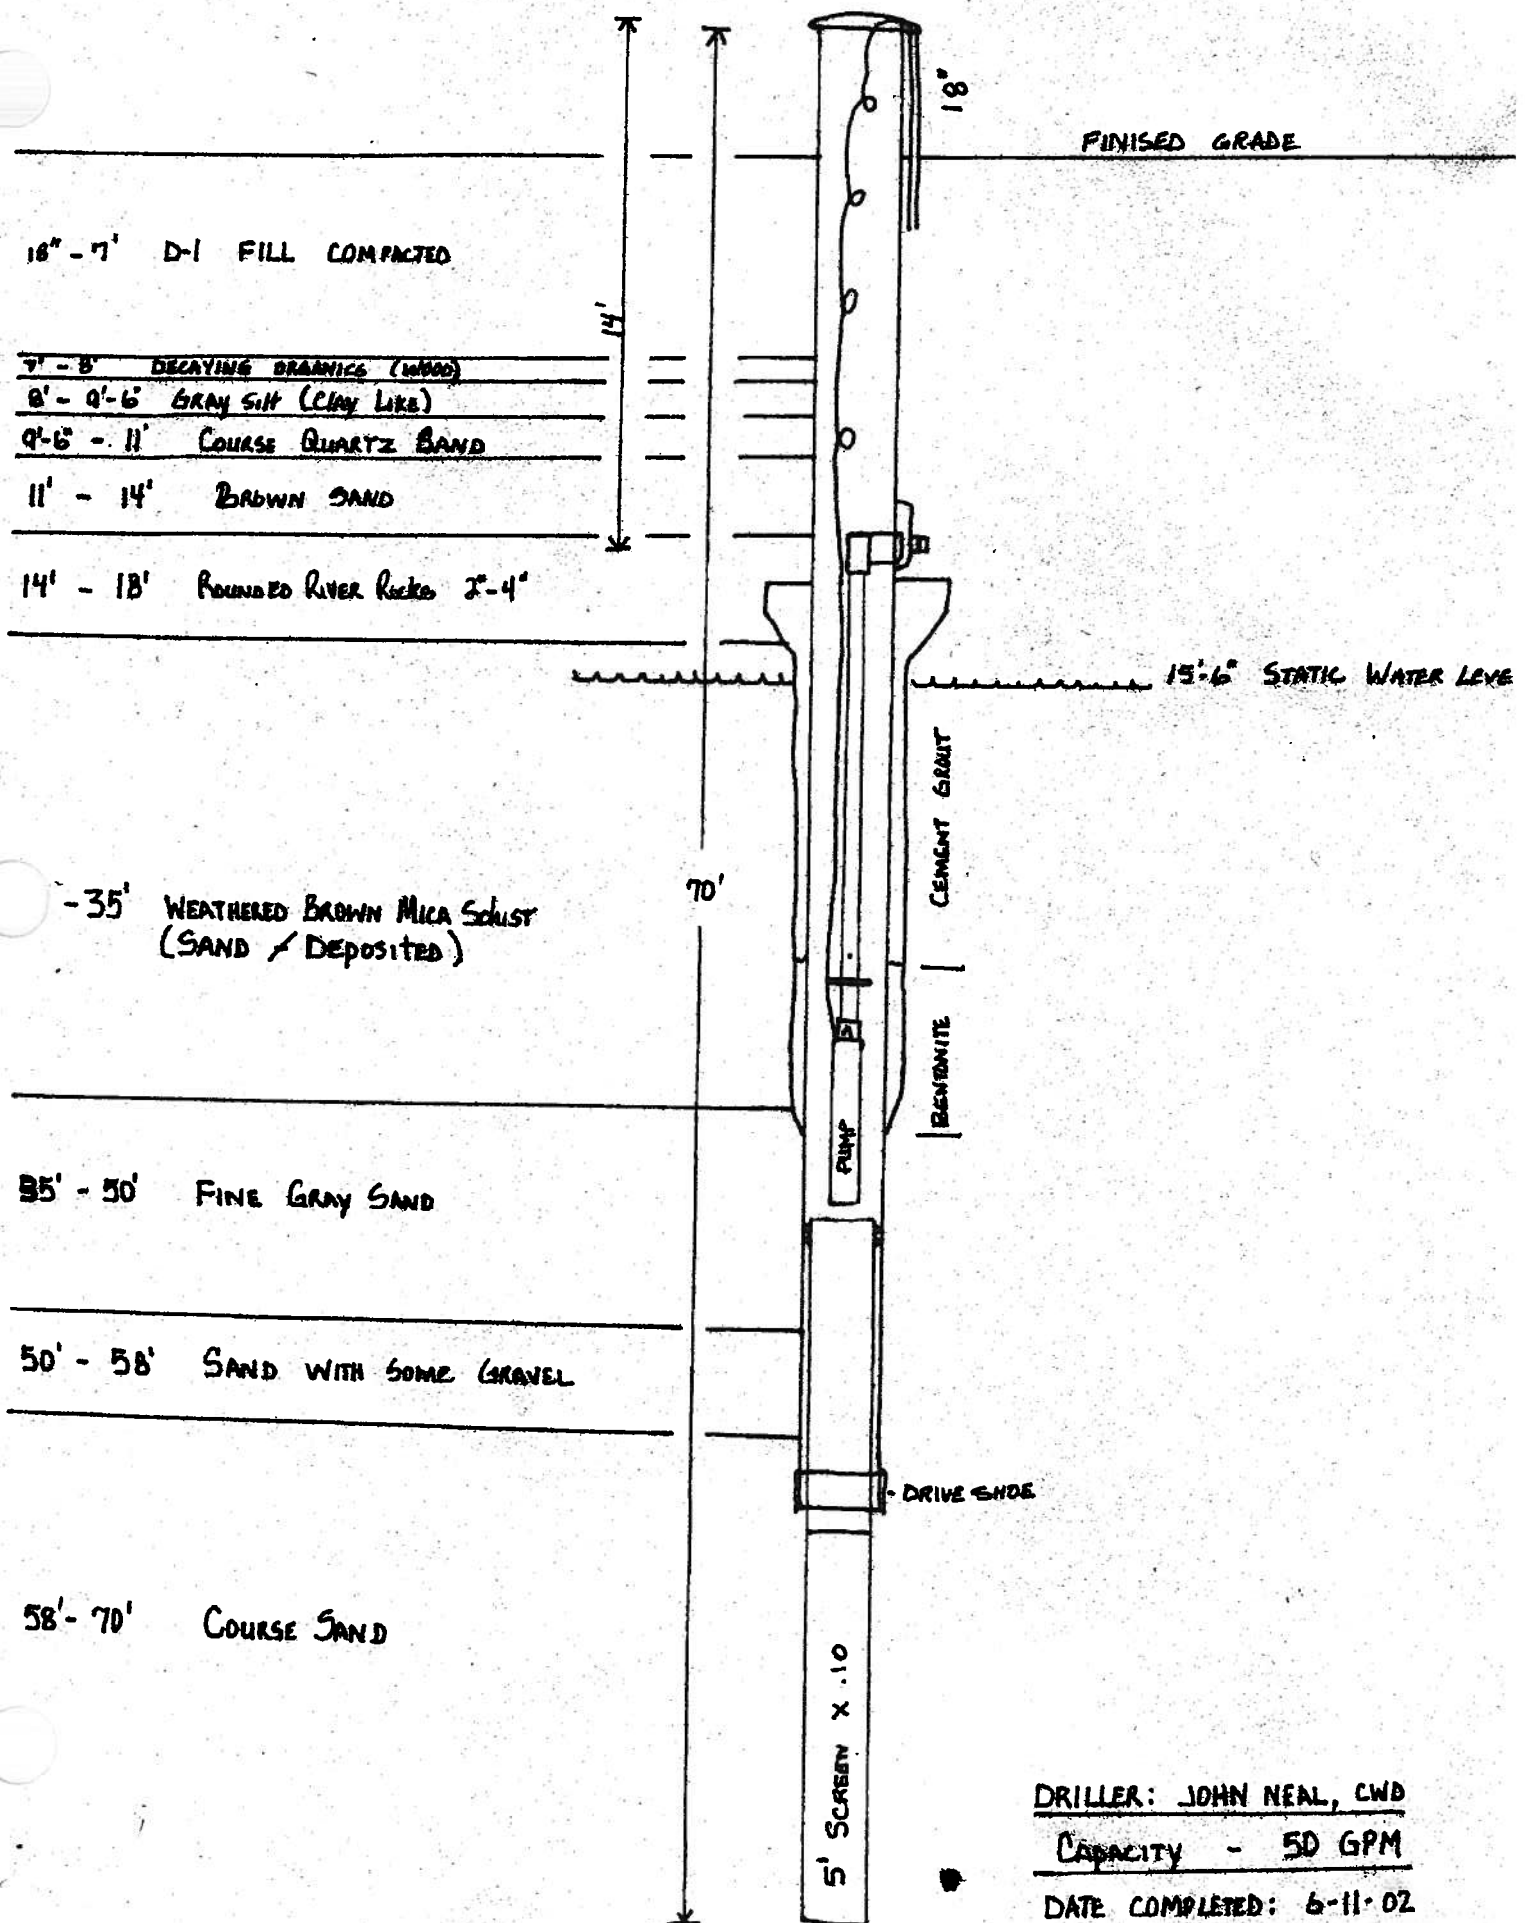 18"
FINISED GRADE
18" - 7' D-1 FILL COMPACTED
14'
7' - 8' DECAYING ORGANICS (WOOD)
8' - 9'-6" GRAY SILT (CLAY LIKE)
9'-6" - 11' COURSE QUARTZ BAND
11' - 14' BROWN SAND
14' - 18' ROUNDED RIVER ROCKS 2"-4"
15'-6" STATIC WATER LEVE
CEMENT GROUT
70'
-35' WEATHERED BROWN MICA SCHIST
(SAND / DEPOSITED)
BENTONITE
PUMP
35' - 50' FINE GRAY SAND
50' - 58' SAND WITH SOME GRAVEL
- DRIVE SHOE
58' - 70' COURSE SAND
5' SCREEN X .10
DRILLER: JOHN NEAL, CWD
CAPACITY - 50 GPM
DATE COMPLETED: 6-11-02